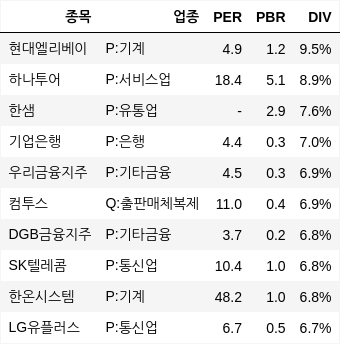 종목 업종 PER PBR DIV
현대엘리베이 P:기계 4.9 1.2 9.5%
하나투어 P:서비스업 18.4 5.1 8.9%
한샘 P:유통업 - 2.9 7.6%
기업은행 P:은행 4.4 0.3 7.0%
우리금융지주 P:기타금융 4.5 0.3 6.9%
컴투스 Q:출판매체복제 11.0 0.4 6.9%
DGB금융지주 P:기타금융 3.7 0.2 6.8%
SK텔레콤 P:통신업 10.4 1.0 6.8%
한온시스템 P:기계 48.2 1.0 6.8%
LG유플러스 P:통신업 6.7 0.5 6.7%